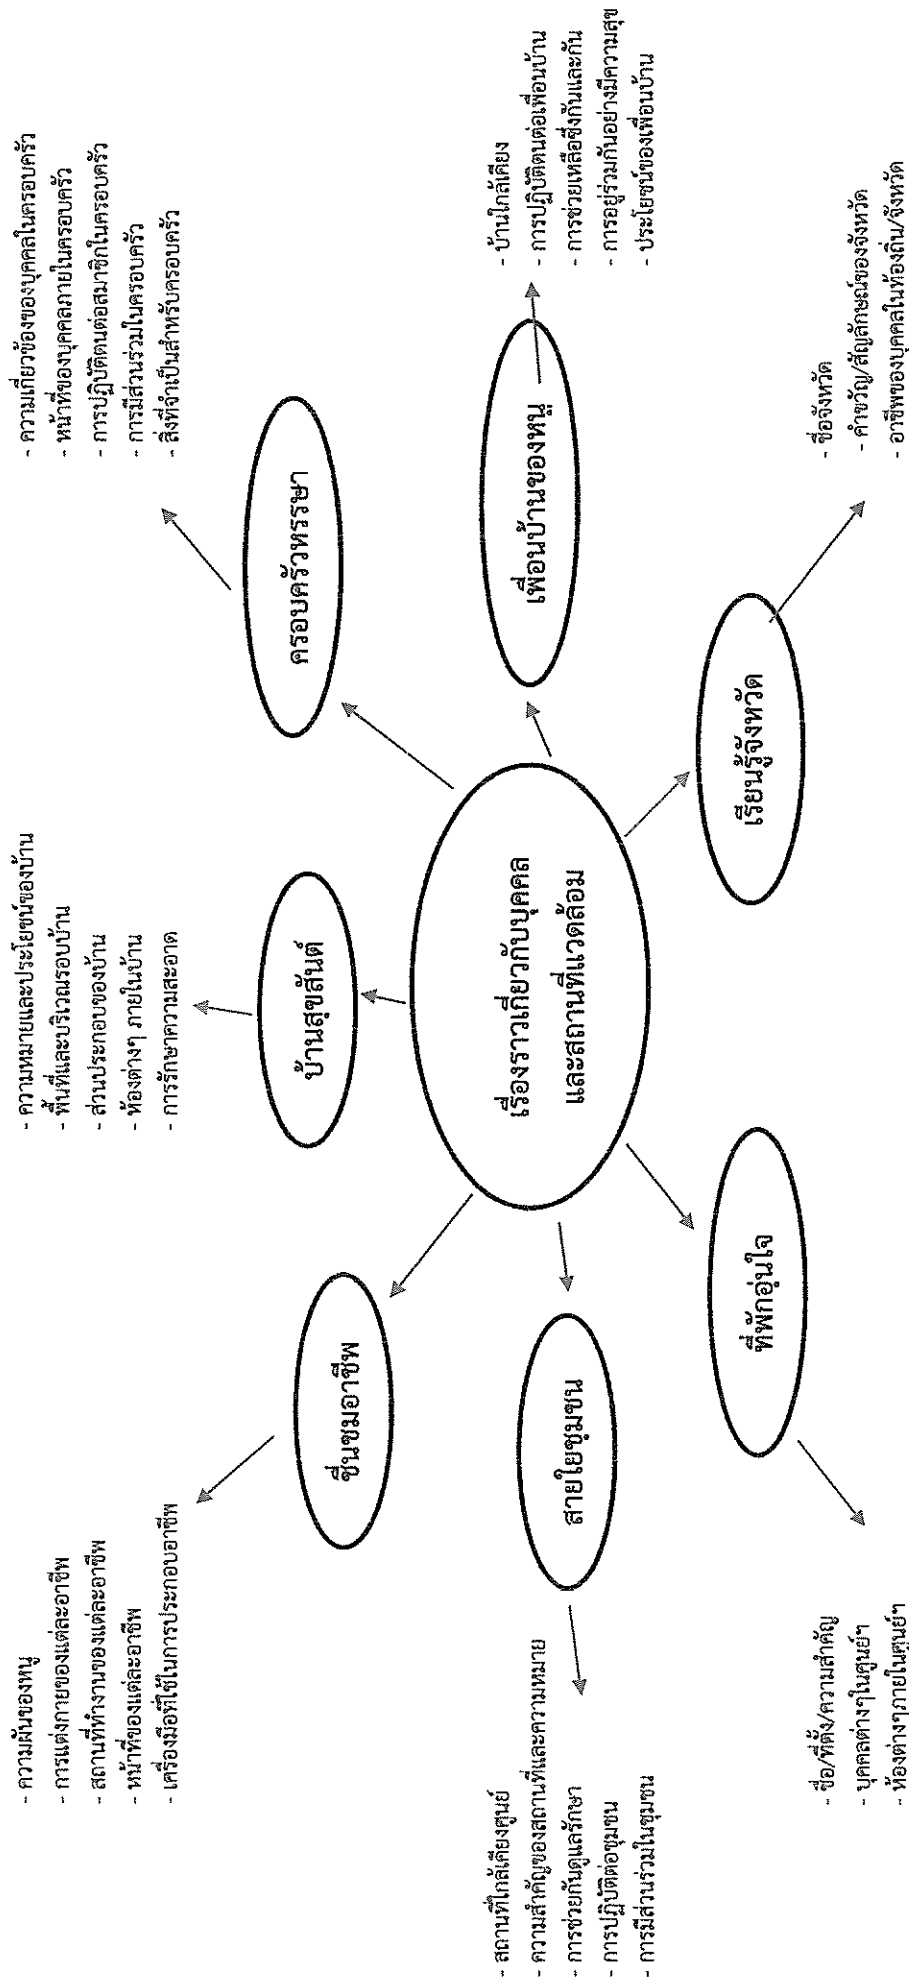 - ความผันของหนู
- การแต่งกายของแต่ละอาชีพ
- สถานที่ทำงานของแต่ละอาชีพ
- หน้าที่ของแต่ละอาชีพ
- เครื่องมือที่ใช้ในการประกอบอาชีพ
ชื่นชมอาชีพ
- ความหมายและประโยชน์ของบ้าน
- พื้นที่และบริเวณรอบบ้าน
- ส่วนประกอบของบ้าน
- ห้องต่างๆ ภายในบ้าน
- การรักษาความสะอาด
บ้านสุขสันต์
- ความเกี่ยวข้องของบุคคลในครอบครัว
- หน้าที่ของบุคคลภายในครอบครัว
- การปฏิบัติตนต่อสมาชิกในครอบครัว
- การมีส่วนร่วมในครอบครัว
- สิ่งที่จำเป็นสำหรับครอบครัว
ครอบครัวหรรษา
เรื่องราวเกี่ยวกับบุคคล
และสถานที่แวดล้อม
- สถานที่ใกล้เคียงศูนย์
- ความสำคัญของสถานที่และความหมาย
- การช่วยกันดูแลรักษา
- การปฏิบัติต่อชุมชน
- การมีส่วนร่วมในชุมชน
สายใยชุมชน
เพื่อนบ้านของหนู
- บ้านใกล้เคียง
- การปฏิบัติตนต่อเพื่อนบ้าน
- การช่วยเหลือซึ่งกันและกัน
- การอยู่ร่วมกันอย่างมีความสุข
- ประโยชน์ของเพื่อนบ้าน
ที่พักอุ่นใจ
- ชื่อ/ที่ตั้ง/ความสำคัญ
- บุคคลต่างๆในศูนย์ฯ
- ห้องต่างๆภายในศูนย์ฯ
เรียนรู้จังหวัด
- ชื่อจังหวัด
- คำขวัญ/สัญลักษณ์ของจังหวัด
- อาชีพของบุคคลในท้องถิ่น/จังหวัด